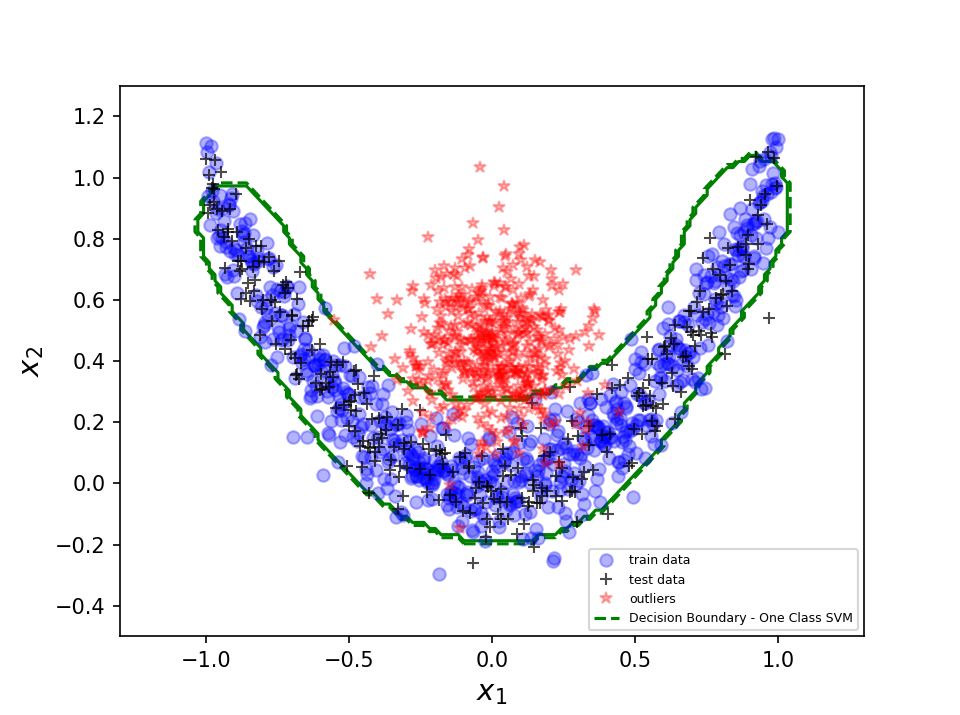 1.2
1.0
0.8
0.6
0.4
0.2
0.0
−0.2
−0.4
x₂
train data
test data
outliers
Decision Boundary - One Class SVM
−1.0 −0.5 0.0 0.5 1.0
x₁